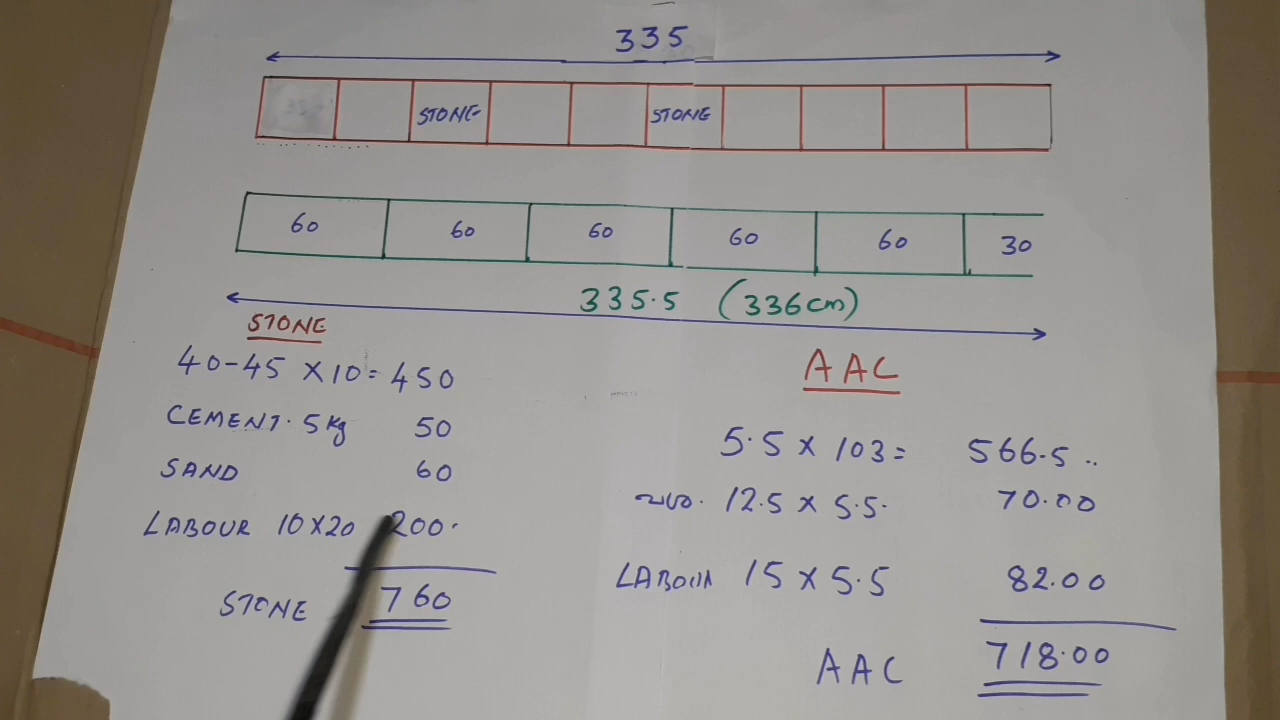 335
STONE STONE
60 60 60 60 60 30
335.5 (336cm)
STONE
40-45 X 10 = 450
CEMENT. 5kg 50
SAND 60
LABOUR 10X20 200.
STONE 760
AAC
5.5 x 103 = 566.5 ..
12.5 x 5.5. 70.00
LABOUR 15 x 5.5 82.00
AAC 718.00